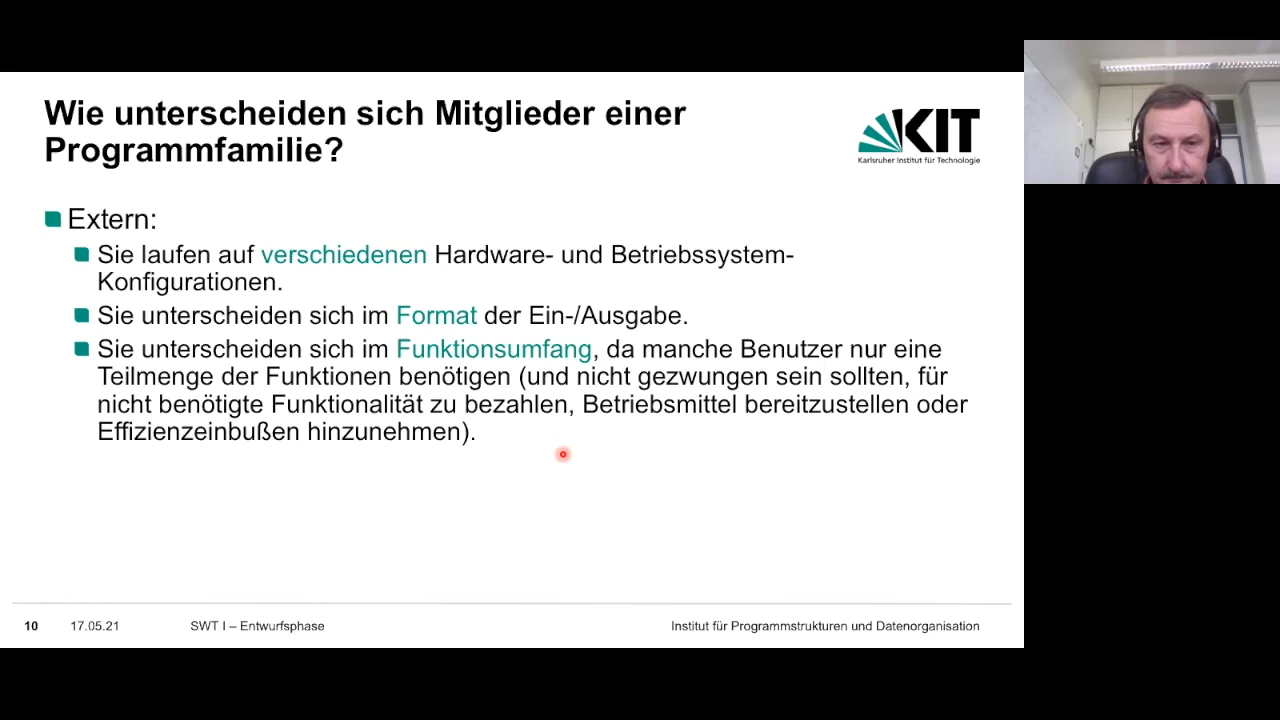 Wie unterscheiden sich Mitglieder einer
Programmfamilie?
KIT
Karlsruher Institut für Technologie
Extern:
Sie laufen auf verschiedenen Hardware- und Betriebssystem-
Konfigurationen.
Sie unterscheiden sich im Format der Ein-/Ausgabe.
Sie unterscheiden sich im Funktionsumfang, da manche Benutzer nur eine
Teilmenge der Funktionen benötigen (und nicht gezwungen sein sollten, für
nicht benötigte Funktionalität zu bezahlen, Betriebsmittel bereitzustellen oder
Effizienzeinbußen hinzunehmen).
10 17.05.21 SWT I – Entwurfsphase Institut für Programmstrukturen und Datenorganisation